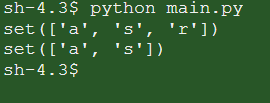 sh-4.3$ python main.py
set(['a', 's', 'r'])
set(['a', 's'])
sh-4.3$